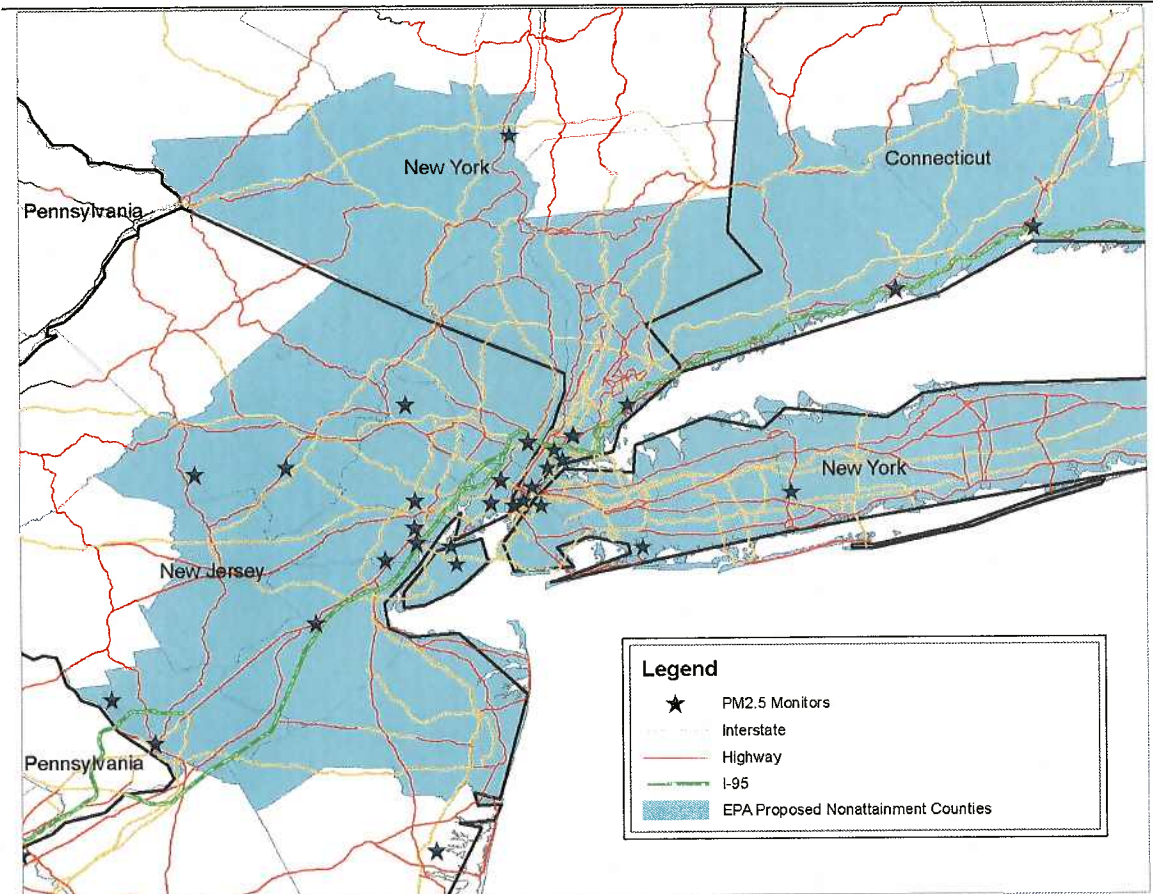 New York
Connecticut
Pennsylvania
New York
New Jersey
Pennsylvania
Legend
PM2.5 Monitors
Interstate
Highway
I-95
EPA Proposed Nonattainment Counties